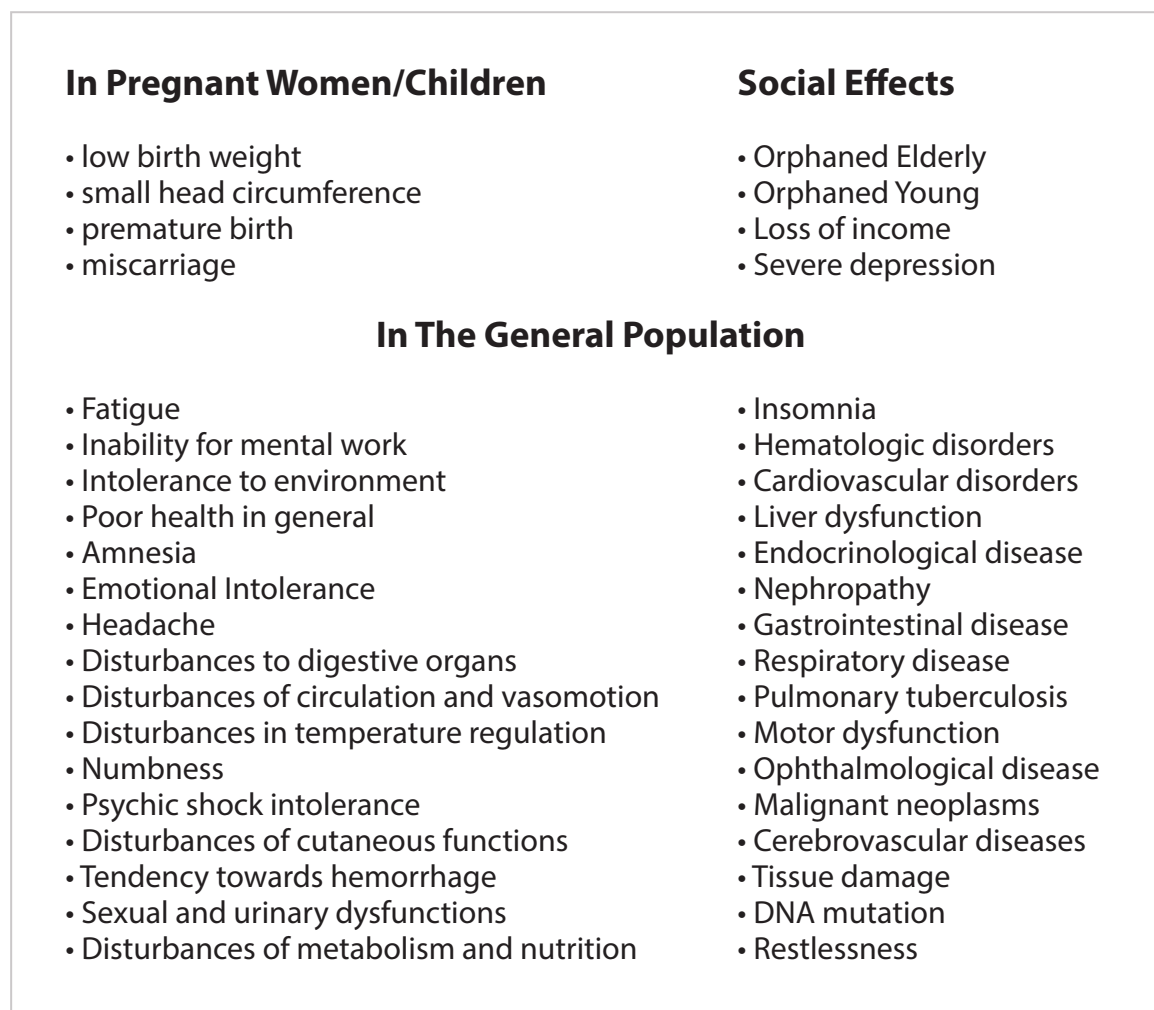 In Pregnant Women/Children
• low birth weight
• small head circumference
• premature birth
• miscarriage
Social Effects
• Orphaned Elderly
• Orphaned Young
• Loss of income
• Severe depression
In The General Population
• Fatigue
• Inability for mental work
• Intolerance to environment
• Poor health in general
• Amnesia
• Emotional Intolerance
• Headache
• Disturbances to digestive organs
• Disturbances of circulation and vasomotion
• Disturbances in temperature regulation
• Numbness
• Psychic shock intolerance
• Disturbances of cutaneous functions
• Tendency towards hemorrhage
• Sexual and urinary dysfunctions
• Disturbances of metabolism and nutrition
• Insomnia
• Hematologic disorders
• Cardiovascular disorders
• Liver dysfunction
• Endocrinological disease
• Nephropathy
• Gastrointestinal disease
• Respiratory disease
• Pulmonary tuberculosis
• Motor dysfunction
• Ophthalmological disease
• Malignant neoplasms
• Cerebrovascular diseases
• Tissue damage
• DNA mutation
• Restlessness